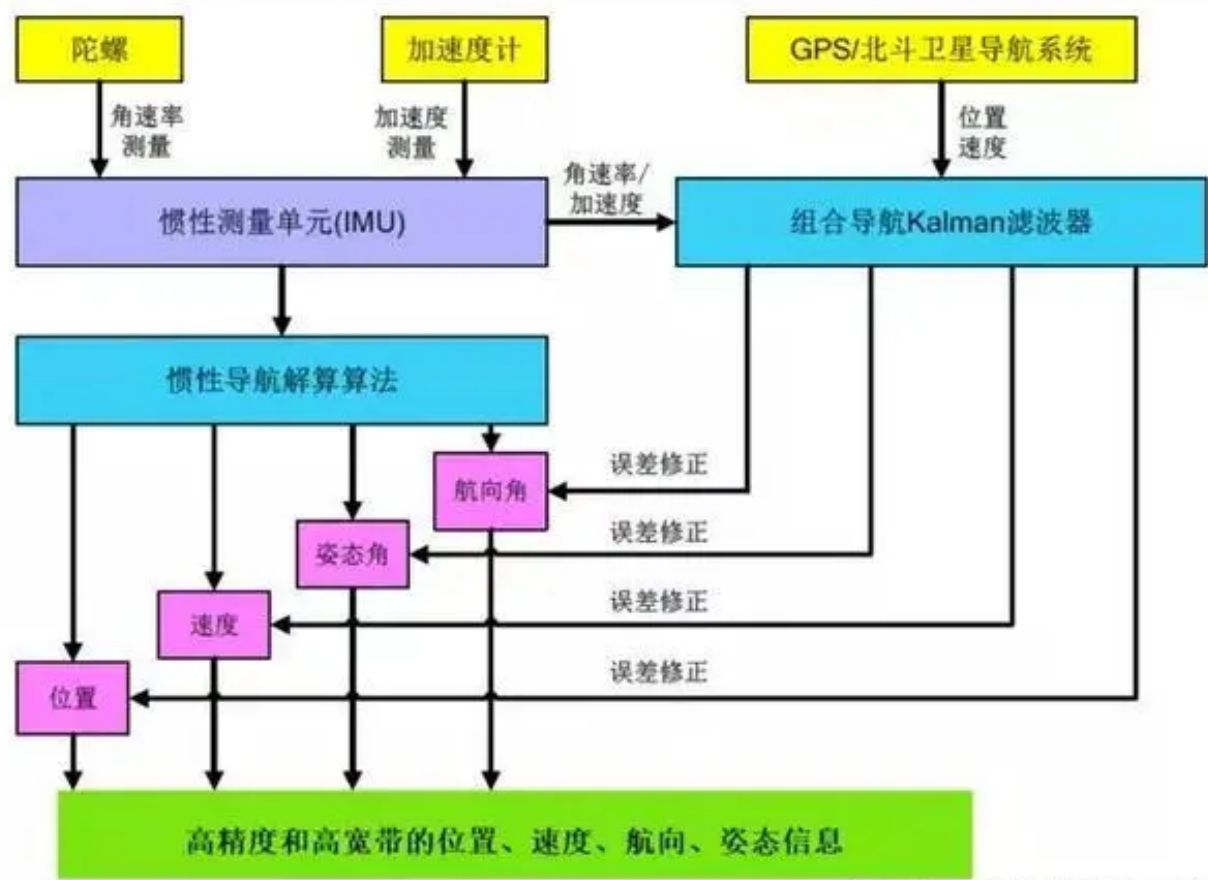 陀螺
加速度计
GPS/北斗卫星导航系统
角速率
测量
加速度
测量
位置
速度
惯性测量单元(IMU)
角速率/
加速度
组合导航Kalman滤波器
惯性导航解算算法
航向角
误差修正
姿态角
误差修正
速度
误差修正
位置
误差修正
高精度和高宽带的位置、速度、航向、姿态信息